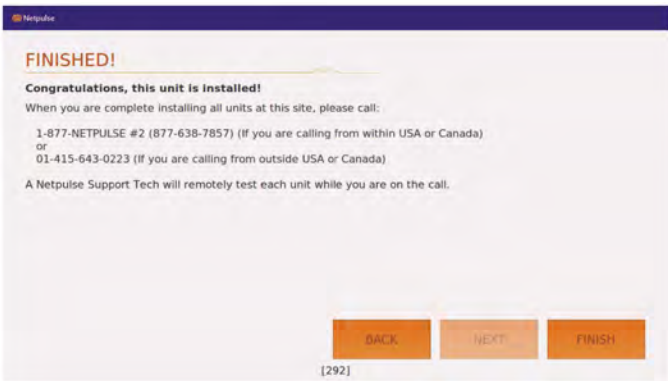 Netpulse
FINISHED!
Congratulations, this unit is installed!
When you are complete installing all units at this site, please call:
1-877-NETPULSE #2 (877-638-7857) (If you are calling from within USA or Canada)
or
01-415-643-0223 (If you are calling from outside USA or Canada)
A Netpulse Support Tech will remotely test each unit while you are on the call.
BACK NEXT FINISH
[292]